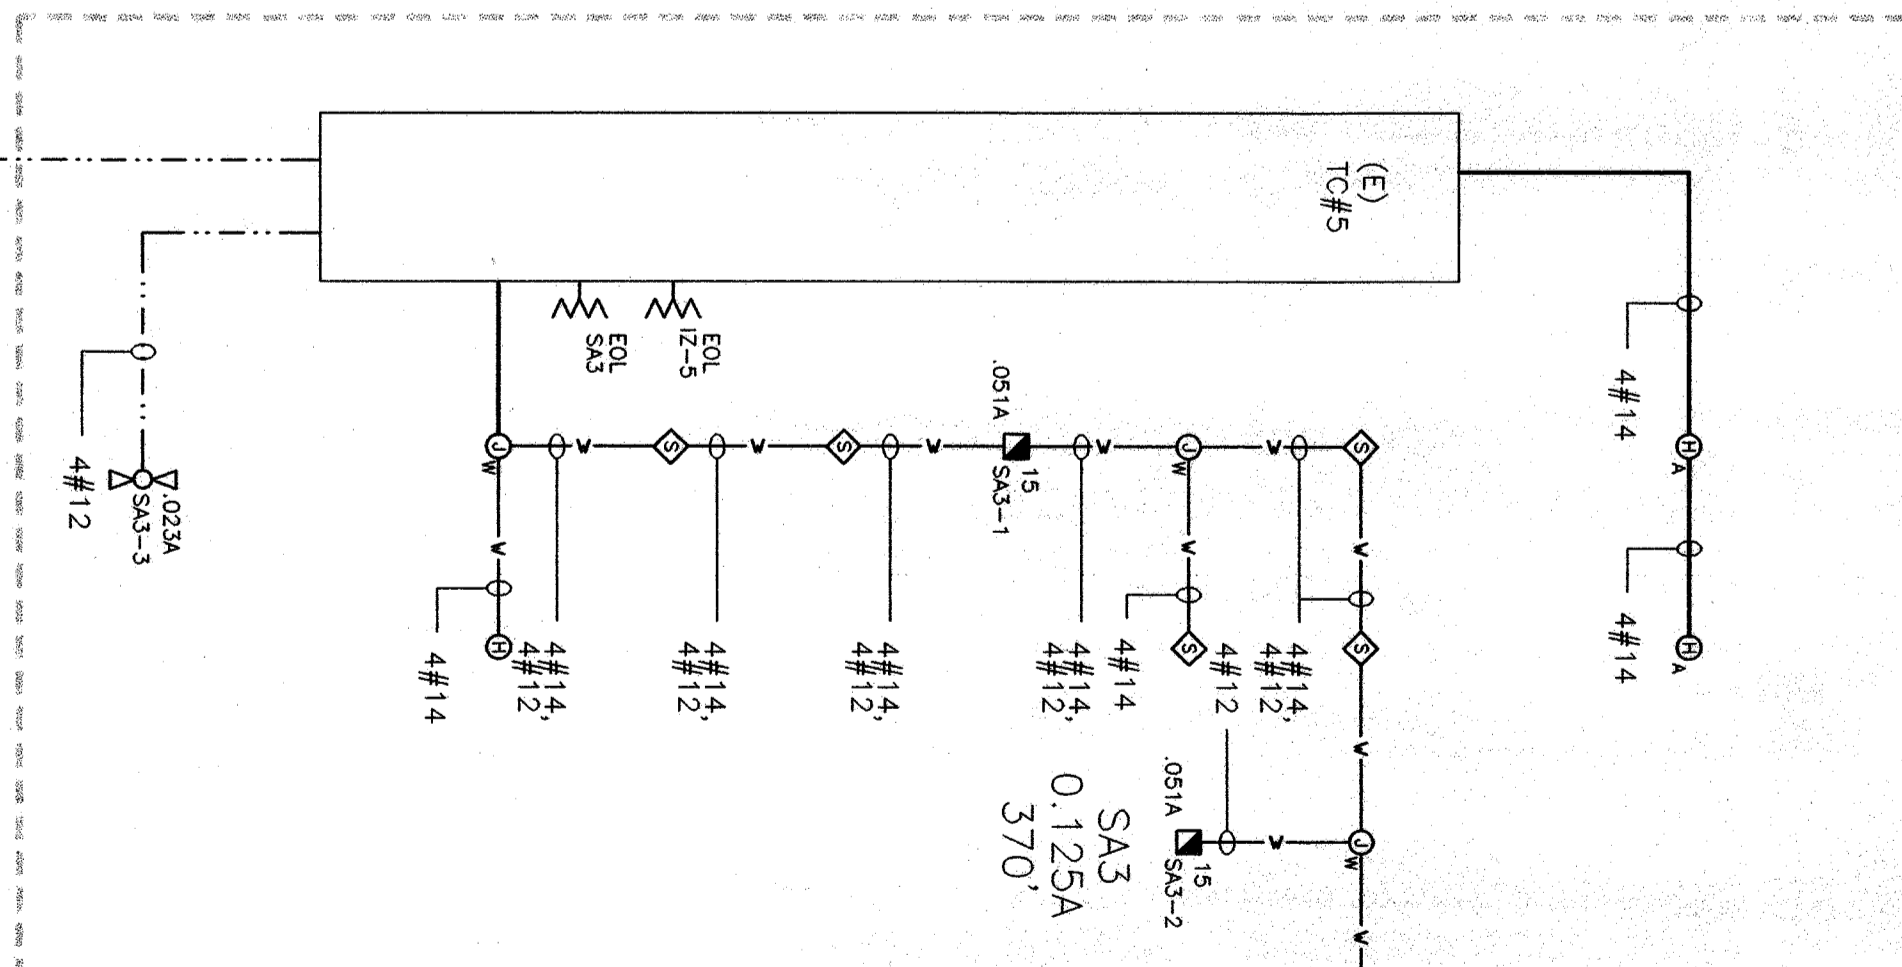 (E)
TC#5
4#14
H
A
4#14
H
A
EOL
IZ-5
EOL
SA3
.051A
15
SA3-1
J
W
W
S
W
S
W
W
J
W
W
S
W
S
W
S
W
H
W
4#14
4#14,
4#12
4#14,
4#12
4#14,
4#12
4#14,
4#12
4#14
4#12
4#14,
4#12
.023A
SA3-3
4#12
W
J
W
W
W
.051A
15
SA3-2
SA3
0.125A
370'